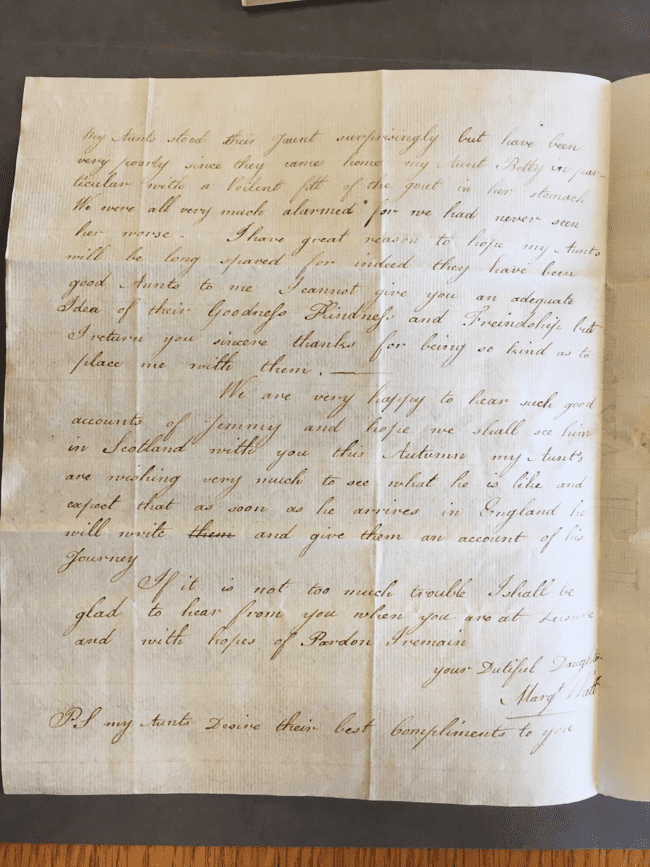 My Aunts stood their Jaunt surprisingly but have been
very poorly since they came home my Aunt Betty in par-
ticular with a Voilent fitt of the gout in her stomach
We were all very much alarmed for we had never seen
her worse. I have great reason to hope my Aunts
will be long spared for indeed they have been
good Aunts to me I cannot give you an adequate
Idea of their Goodness Kindness and Freindship but
I return you sincere thanks for being so kind as to
place me with them. —
We are very happy to hear such good
accounts of Jemmy and hope we shall see him
in Scotland with you this Autumn my Aunts
are wishing very much to see what he is like and
expect that as soon as he arrives in England he
will write them and give them an account of his
Journey
If it is not too much trouble I shall be
glad to hear from you when you are at Leisure
and with hopes of Pardon I remain
your Dutiful Daughter
Margt Watt
PS my Aunts Desire their best Compliments to you